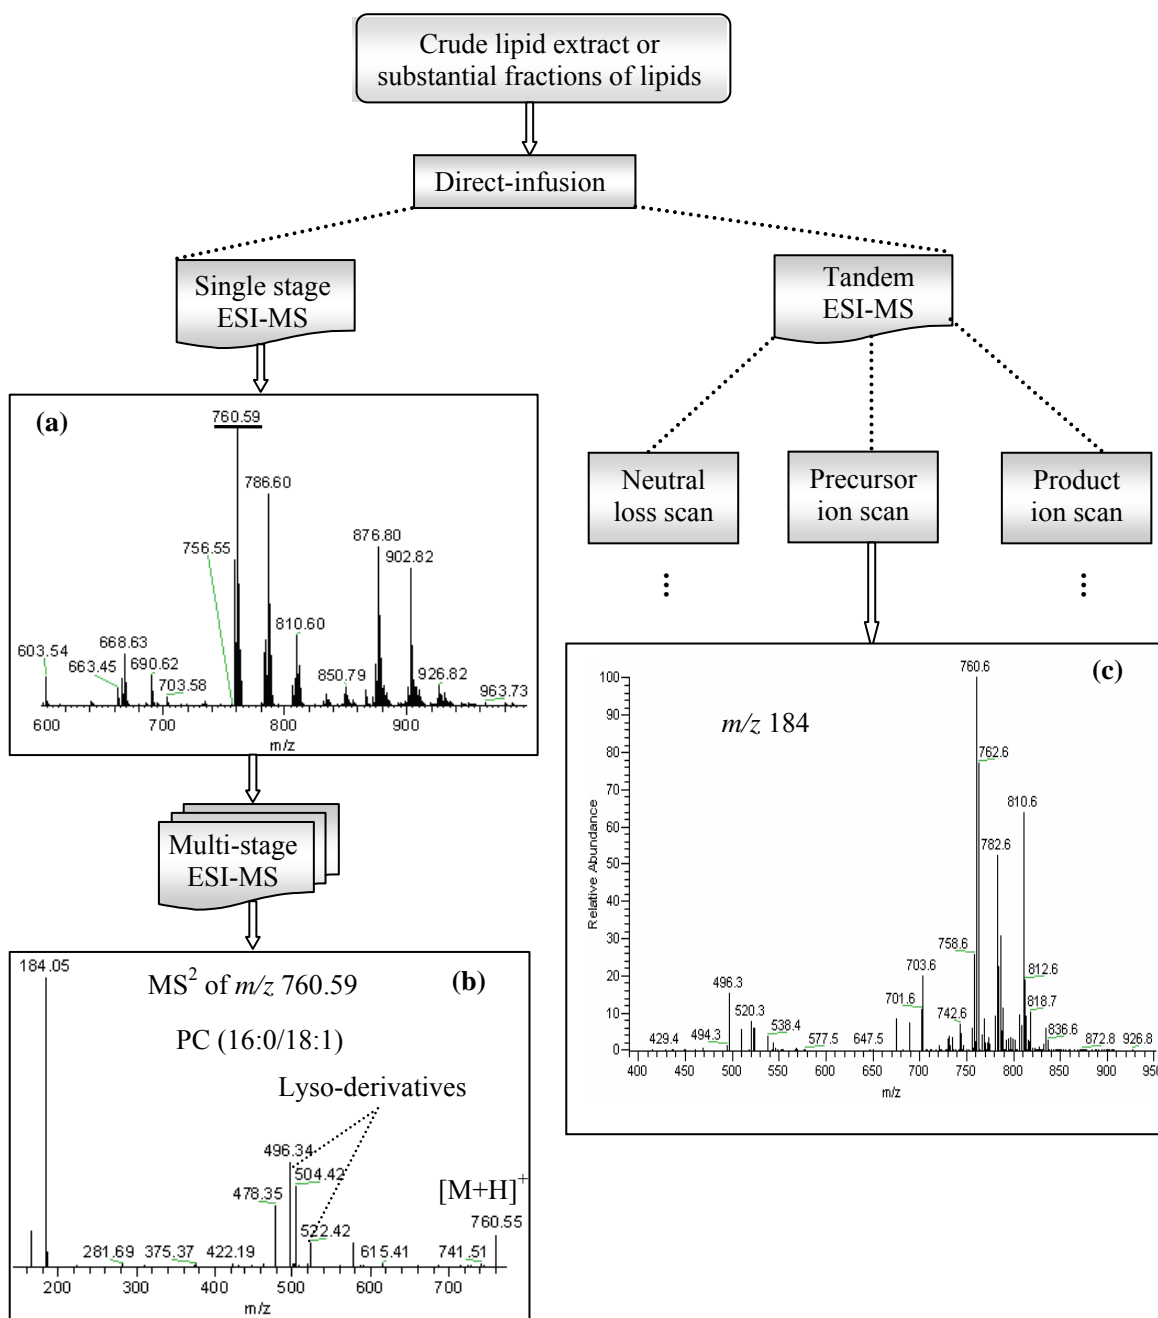 Crude lipid extract or
substantial fractions of lipids
Direct-infusion
Single stage
ESI-MS
Tandem
ESI-MS
Neutral
loss scan
Precursor
ion scan
Product
ion scan
(a)
760.59
786.60
756.55
876.80
902.82
810.60
603.54
668.63
663.45
690.62
703.58
850.79
926.82
963.73
600 700 800 900
m/z
Multi-stage
ESI-MS
(b)
MS² of m/z 760.59
PC (16:0/18:1)
184.05
Lyso-derivatives
496.34
504.42
478.35
[M+H]⁺
522.42
760.55
281.69 375.37 422.19 615.41 741.51
200 300 400 500 600 700
m/z
(c)
m/z 184
Relative Abundance
100
90
80
70
60
50
40
30
20
10
0
760.6
762.6
810.6
782.6
758.6
703.6
812.6
496.3
701.6
818.7
520.3
742.6
538.4
836.6
429.4 494.3 577.5 647.5 872.8 926.8
400 450 500 550 600 650 700 750 800 850 900 950
m/z